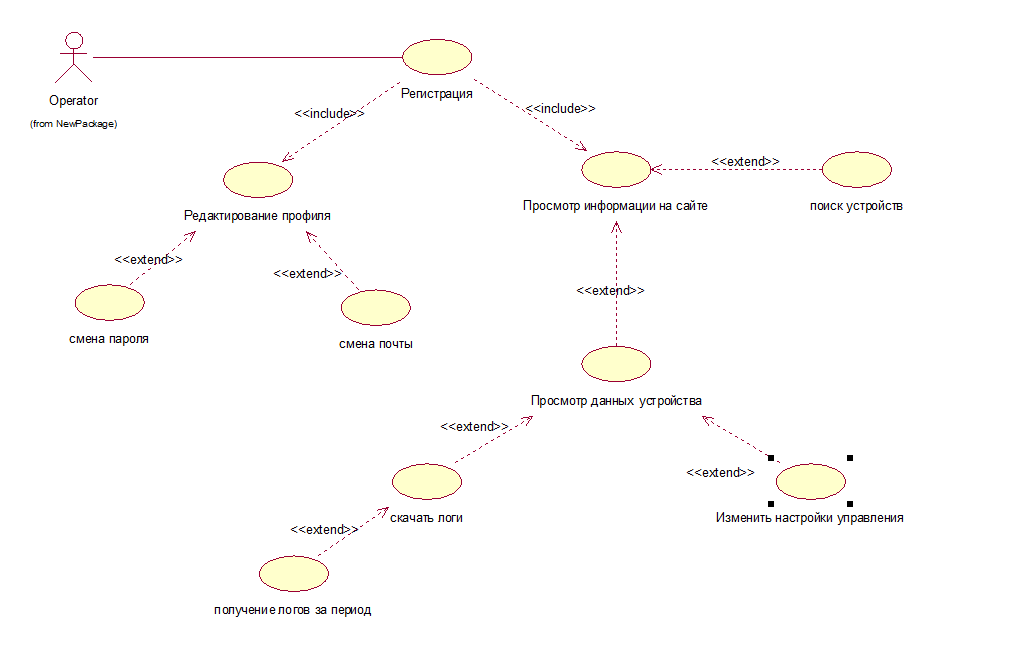 Operator
(from NewPackage)
Регистрация
<<include>>
<<include>>
Редактирование профиля
Просмотр информации на сайте
<<extend>>
поиск устройств
<<extend>>
<<extend>>
смена пароля
смена почты
<<extend>>
Просмотр данных устройства
<<extend>>
<<extend>>
скачать логи
Изменить настройки управления
<<extend>>
получение логов за период